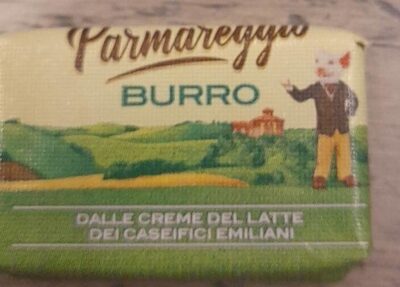 Parmareggio
BURRO
DALLE CREME DEL LATTE
DEI CASEIFICI EMILIANI